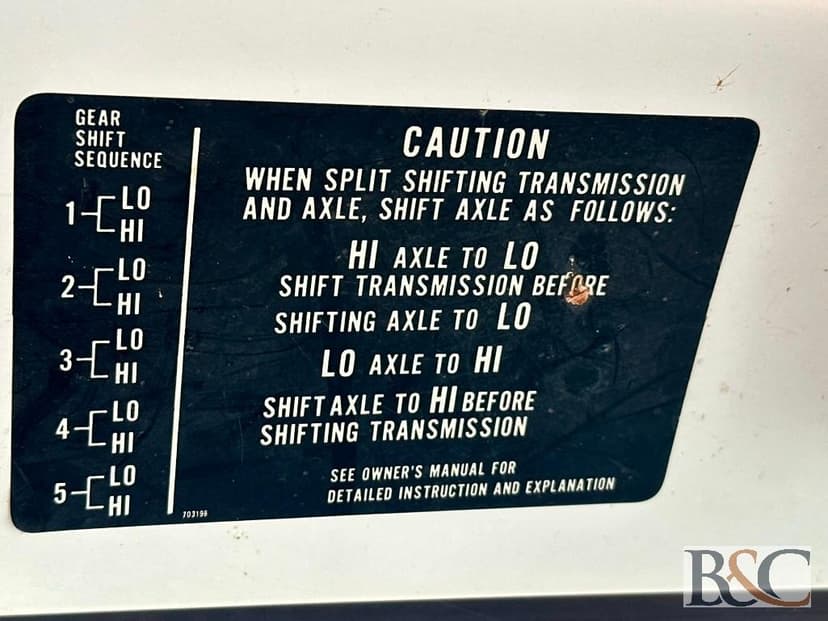 GEAR
SHIFT
SEQUENCE
1 LO
HI
2 LO
HI
3 LO
HI
4 LO
HI
5 LO
HI
CAUTION
WHEN SPLIT SHIFTING TRANSMISSION
AND AXLE, SHIFT AXLE AS FOLLOWS:
HI AXLE TO LO
SHIFT TRANSMISSION BEFORE
SHIFTING AXLE TO LO
LO AXLE TO HI
SHIFT AXLE TO HI BEFORE
SHIFTING TRANSMISSION
SEE OWNER'S MANUAL FOR
DETAILED INSTRUCTION AND EXPLANATION
703196
B&C